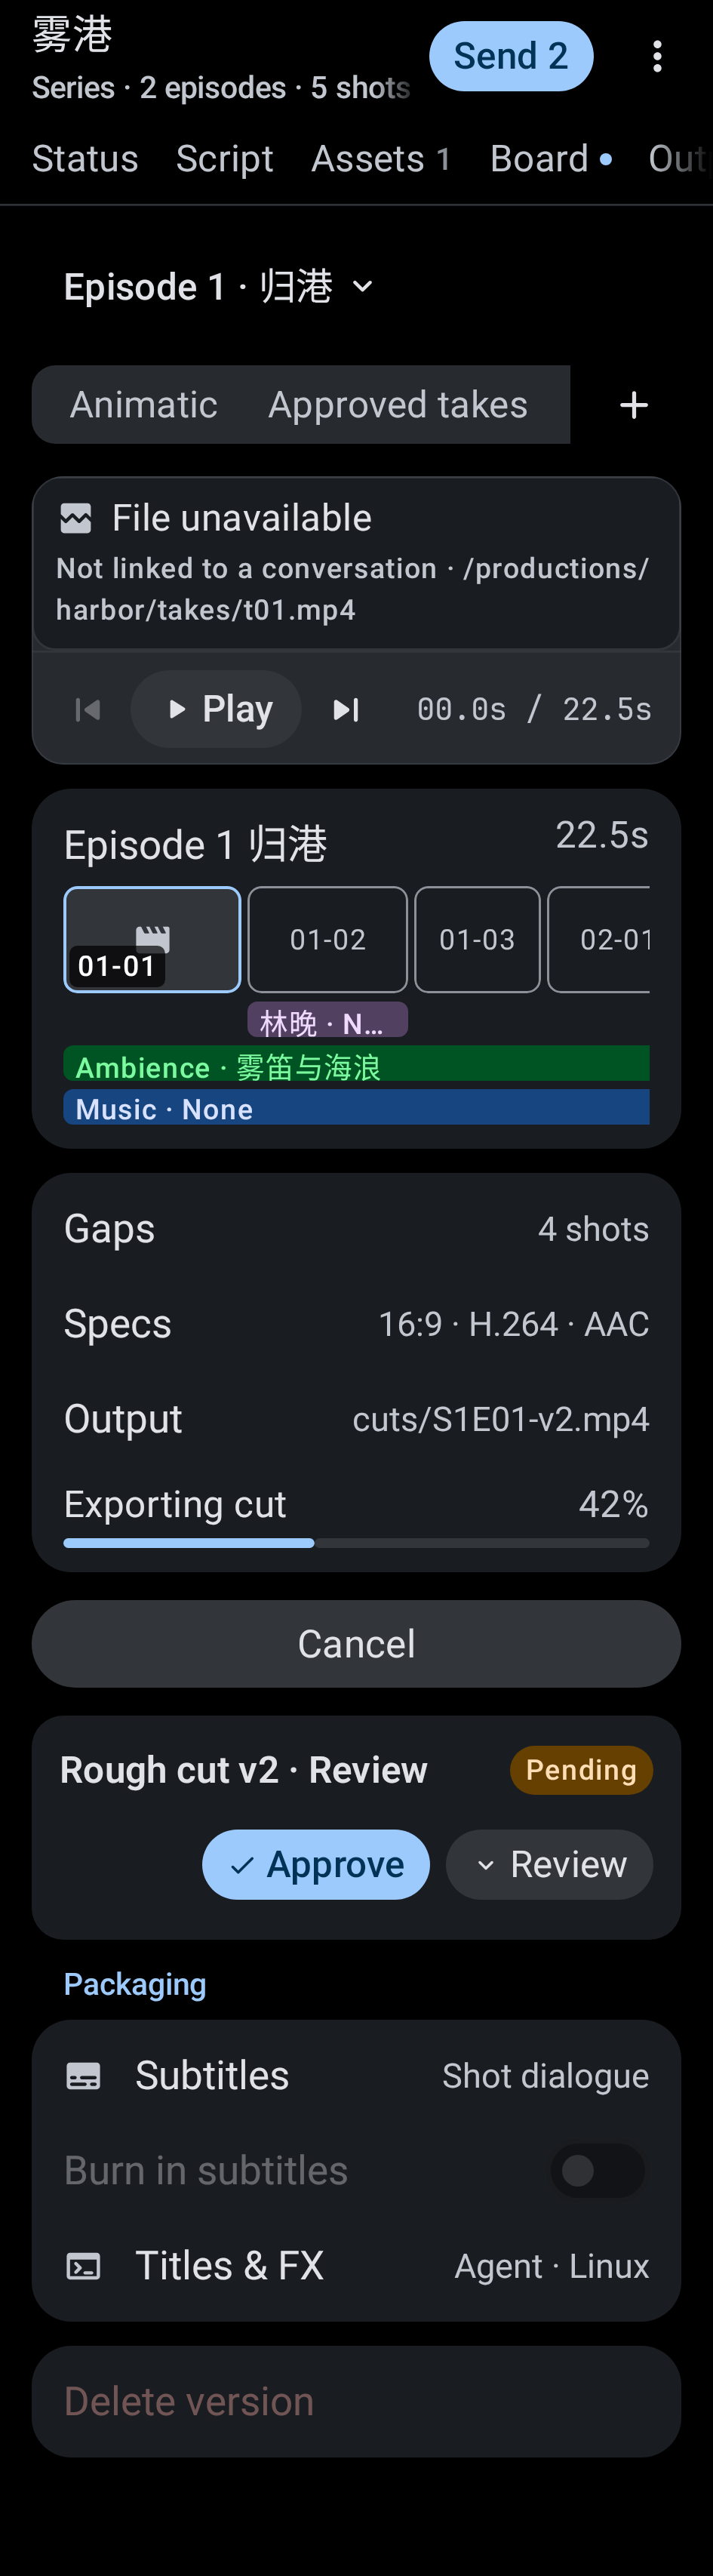 雾港
Send 2
Series · 2 episodes · 5 shots
Status
Script
Assets 1
Board
Episode 1 · 归港
Animatic
Approved takes
File unavailable
Not linked to a conversation · /productions/
harbor/takes/t01.mp4
Play
00.0s / 22.5s
Episode 1 归港
22.5s
01-01
01-02
01-03
02-01
林晚 · N...
Ambience · 雾笛与海浪
Music · None
Gaps
4 shots
Specs
16:9 · H.264 · AAC
Output
cuts/S1E01-v2.mp4
Exporting cut
42%
Cancel
Rough cut v2 · Review
Pending
Approve
Review
Packaging
Subtitles
Shot dialogue
Burn in subtitles
Titles & FX
Agent · Linux
Delete version